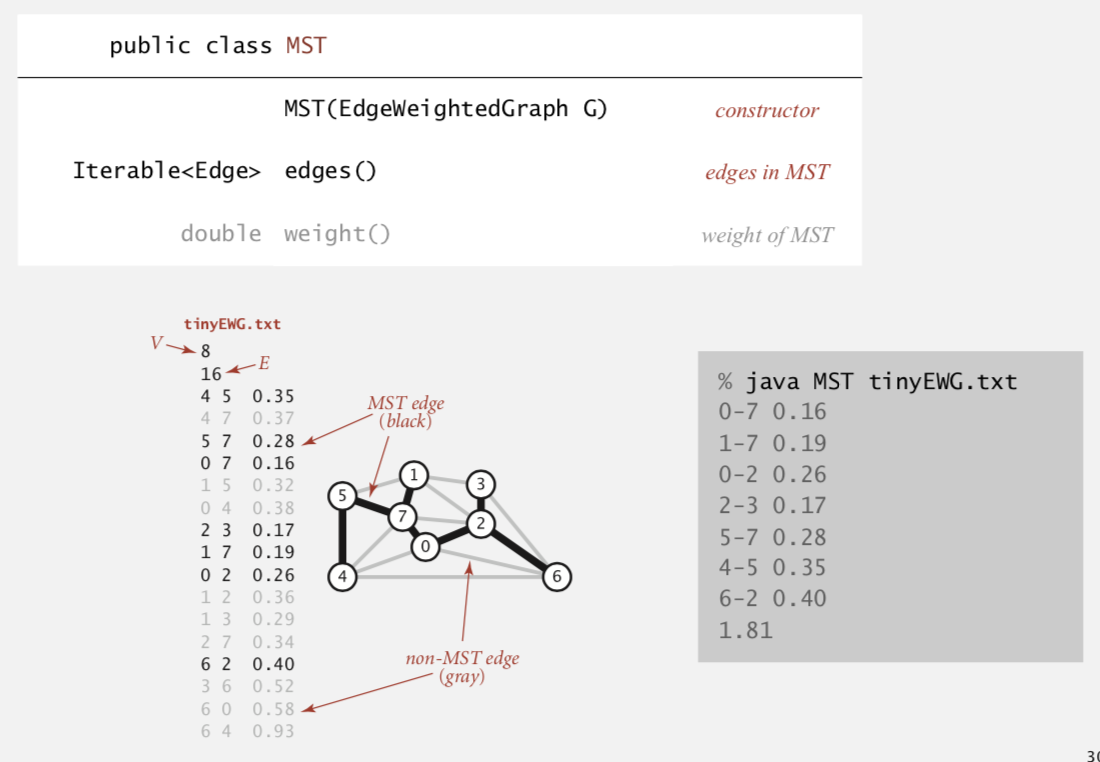 public class MST
MST(EdgeWeightedGraph G) constructor
Iterable<Edge> edges() edges in MST
double weight() weight of MST
tinyEWG.txt
V
8
16
E
4 5 0.35
4 7 0.37
5 7 0.28
0 7 0.16
1 5 0.32
0 4 0.38
2 3 0.17
1 7 0.19
0 2 0.26
1 2 0.36
1 3 0.29
2 7 0.34
6 2 0.40
3 6 0.52
6 0 0.58
6 4 0.93
MST edge
(black)
1
3
5
7
2
0
4
6
non-MST edge
(gray)
% java MST tinyEWG.txt
0-7 0.16
1-7 0.19
0-2 0.26
2-3 0.17
5-7 0.28
4-5 0.35
6-2 0.40
1.81